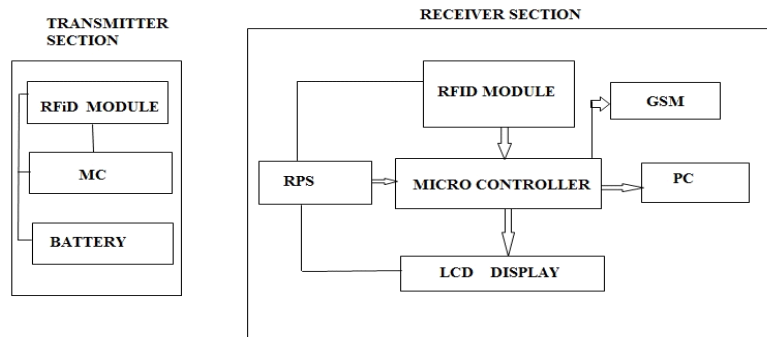 TRANSMITTER
SECTION
RFiD MODULE
MC
BATTERY
RECEIVER SECTION
RFID MODULE
GSM
RPS
MICRO CONTROLLER
PC
LCD DISPLAY